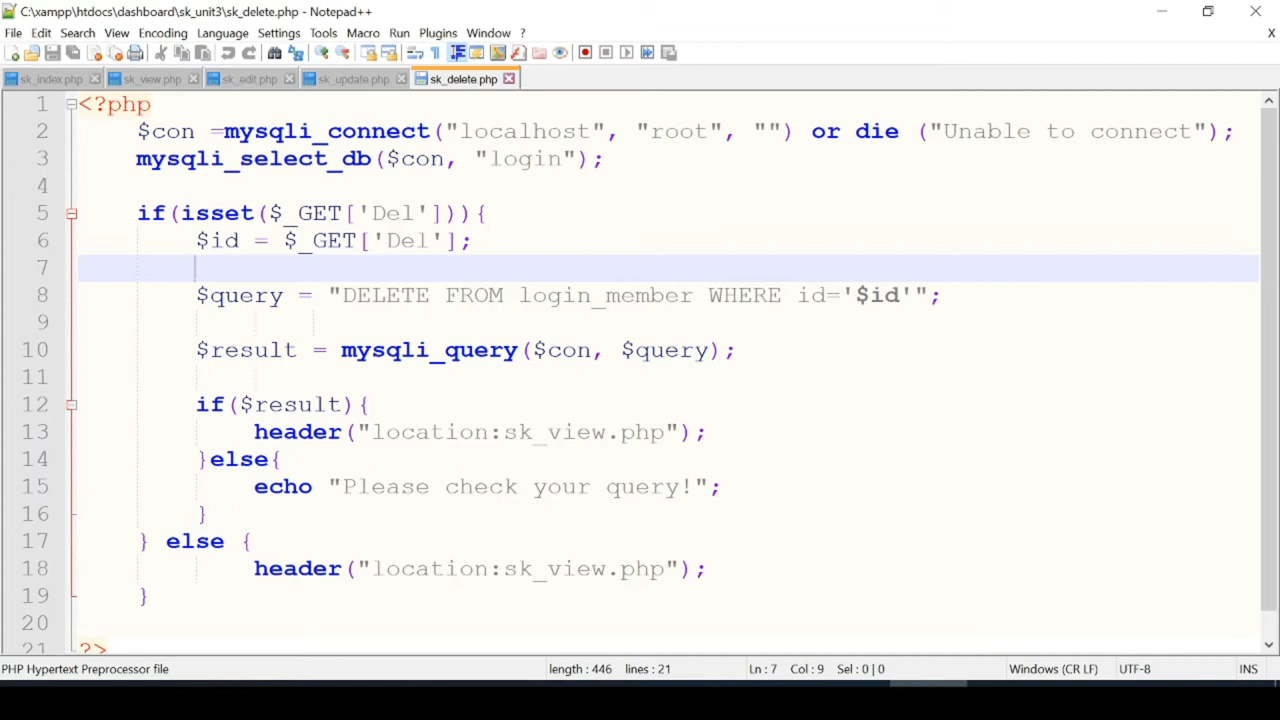 C:\xampp\htdocs\dashboard\sk_unit3\sk_delete.php - Notepad++
File Edit Search View Encoding Language Settings Tools Macro Run Plugins Window ? X
sk_index.php sk_view.php sk_edit.php sk_update.php sk_delete.php
1 <?php
2 $con =mysqli_connect("localhost", "root", "") or die ("Unable to connect");
3 mysqli_select_db($con, "login");
4
5 if(isset($_GET['Del'])){
6 $id = $_GET['Del'];
7
8 $query = "DELETE FROM login_member WHERE id='$id'";
9
10 $result = mysqli_query($con, $query);
11
12 if($result){
13 header("location:sk_view.php");
14 }else{
15 echo "Please check your query!";
16 }
17 } else {
18 header("location:sk_view.php");
19 }
20
21 ?>
PHP Hypertext Preprocessor file length : 446 lines : 21 Ln : 7 Col : 9 Sel : 0 | 0 Windows (CR LF) UTF-8 INS